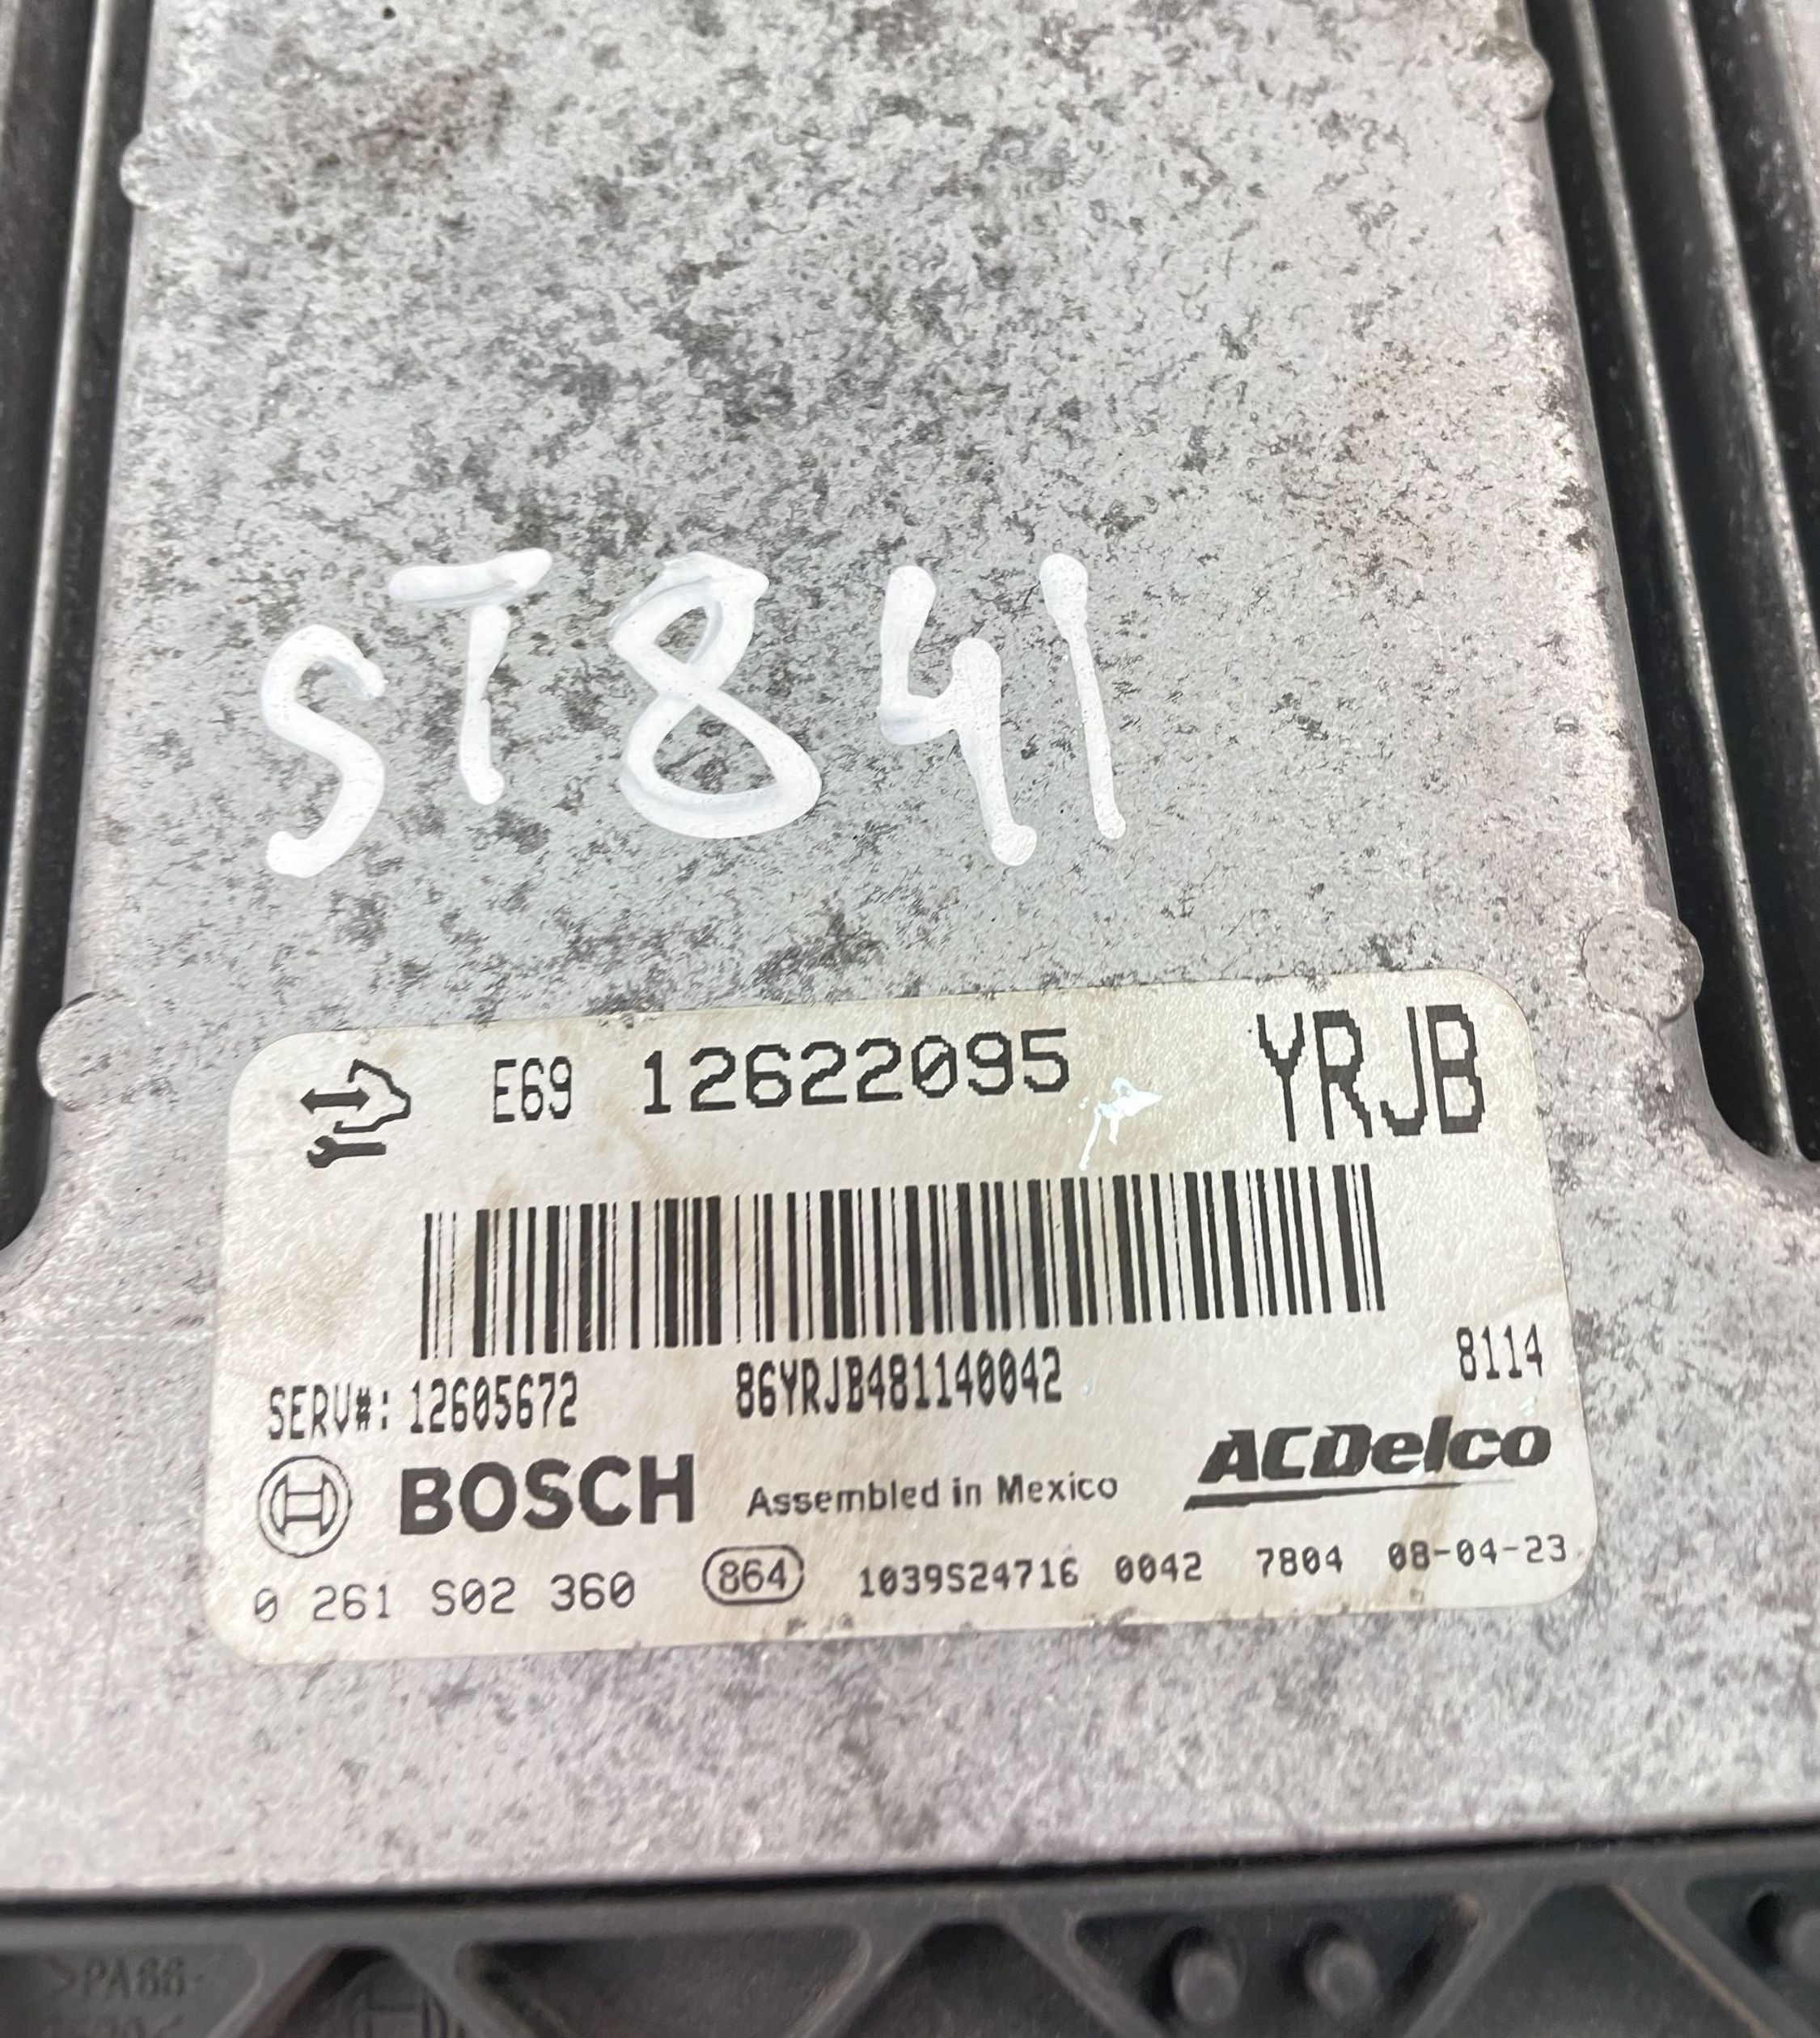 ST841
E69 12622095 YRJB
SERV#: 12605672 86YRJB481140042 8114
BOSCH Assembled in Mexico ACDelco
0 261 S02 360 864 1039S24716 0042 7804 08-04-23
>PA66-